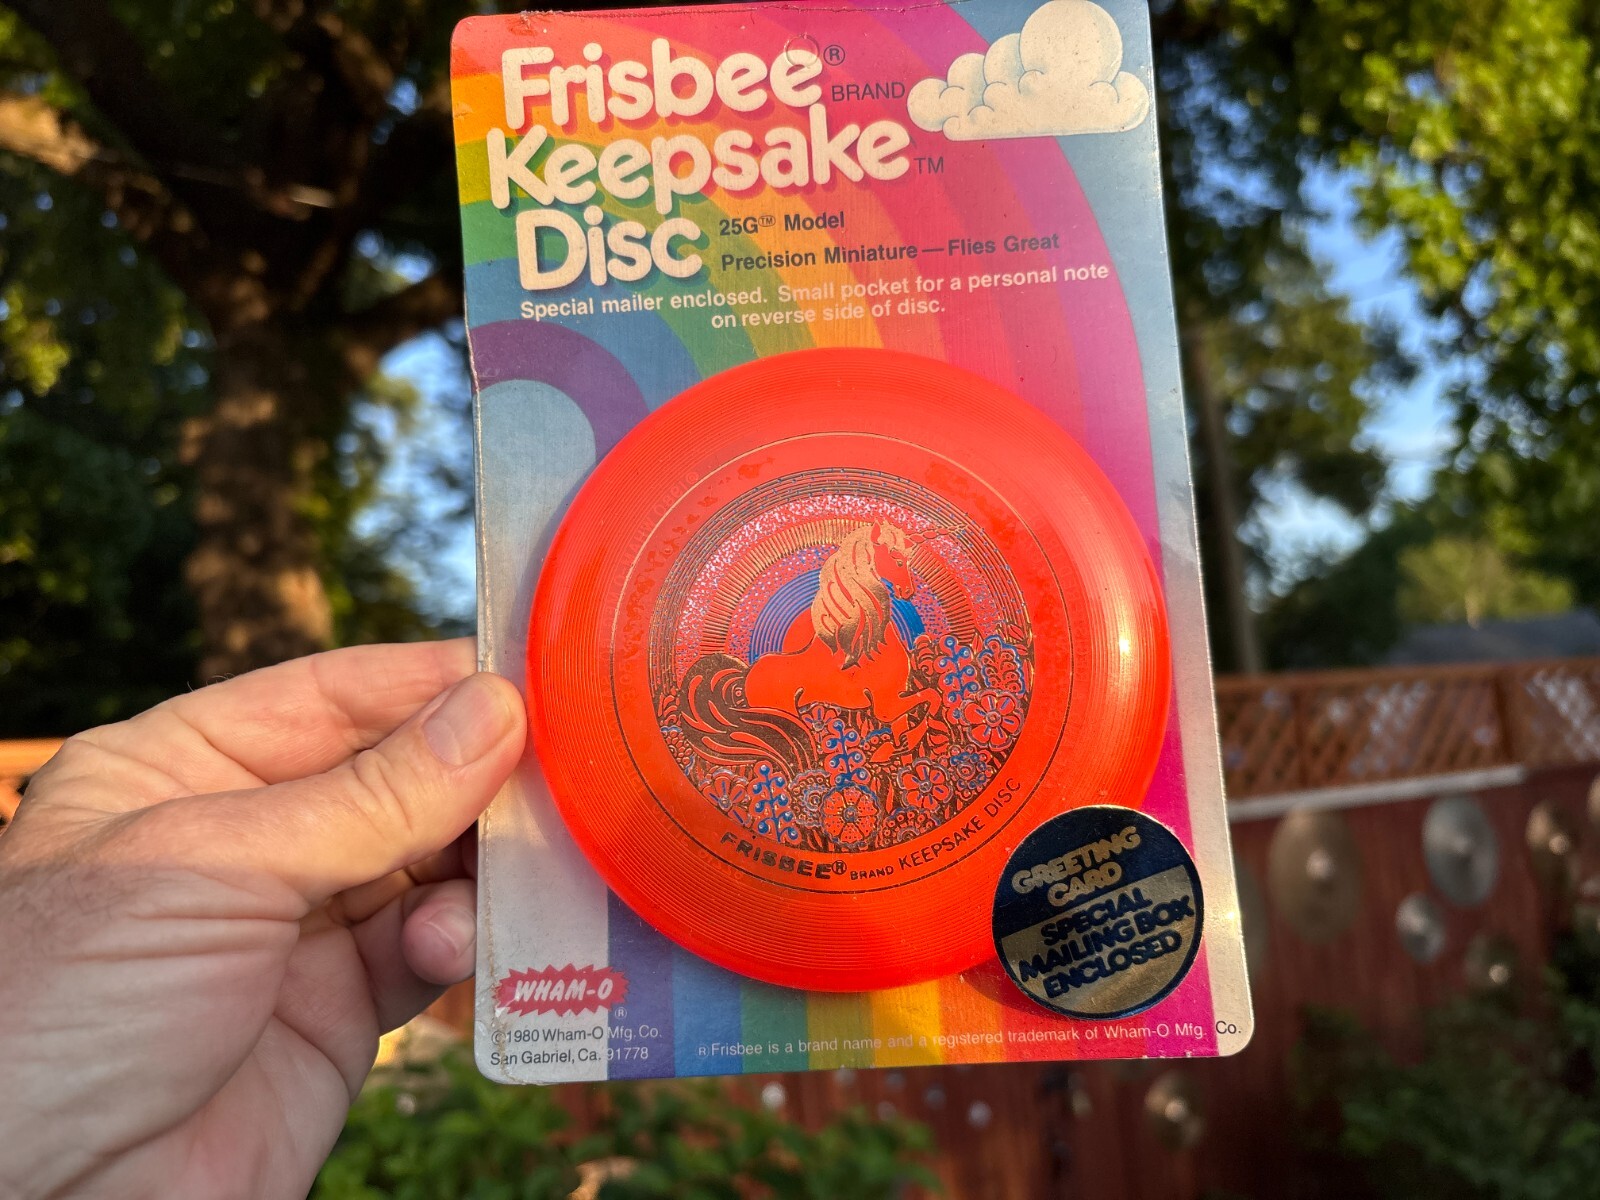 Frisbee®
BRAND
Keepsake™
Disc
25G™ Model
Precision Miniature—Flies Great
Special mailer enclosed. Small pocket for a personal note
on reverse side of disc.
FRISBEE® BRAND KEEPSAKE DISC
GREETING
CARD
SPECIAL
MAILING BOX
ENCLOSED
WHAM-O®
©1980 Wham-O Mfg. Co.
San Gabriel, Ca. 91778
® Frisbee is a brand name and a registered trademark of Wham-O Mfg. Co.